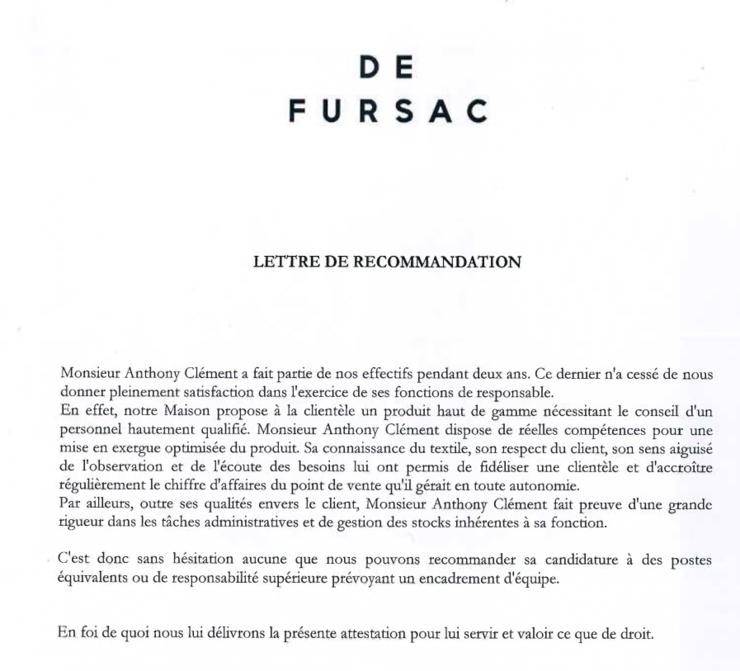 DE
FURSAC
LETTRE DE RECOMMANDATION
Monsieur Anthony Clément a fait partie de nos effectifs pendant deux ans. Ce dernier n'a cessé de nous
donner pleinement satisfaction dans l'exercice de ses fonctions de responsable.
En effet, notre Maison propose à la clientèle un produit haut de gamme nécessitant le conseil d'un
personnel hautement qualifié. Monsieur Anthony Clément dispose de réelles compétences pour une
mise en exergue optimisée du produit. Sa connaissance du textile, son respect du client, son sens aiguisé
de l'observation et de l'écoute des besoins lui ont permis de fidéliser une clientèle et d'accroître
régulièrement le chiffre d'affaires du point de vente qu'il gérait en toute autonomie.
Par ailleurs, outre ses qualités envers le client, Monsieur Anthony Clément fait preuve d'une grande
rigueur dans les tâches administratives et de gestion des stocks inhérentes à sa fonction.
C'est donc sans hésitation aucune que nous pouvons recommander sa candidature à des postes
équivalents ou de responsabilité supérieure prévoyant un encadrement d'équipe.
En foi de quoi nous lui délivrons la présente attestation pour lui servir et valoir ce que de droit.